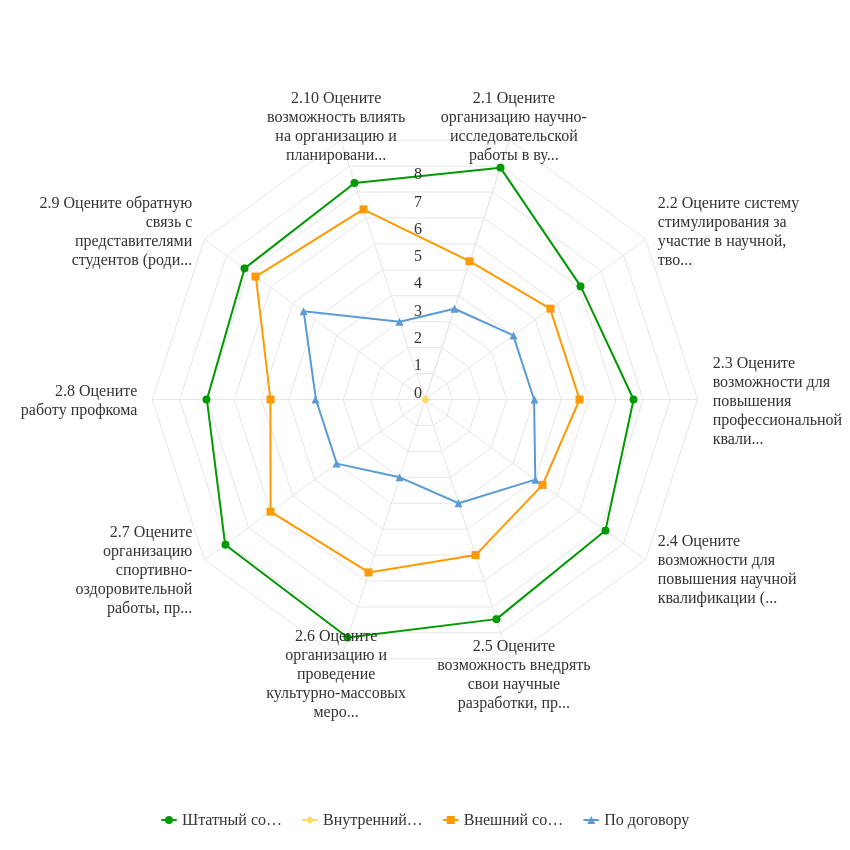 2.10 Оцените
возможность влиять
на организацию и
планировани...
2.1 Оцените
организацию научно-
исследовательской
работы в ву...
2.9 Оцените обратную
связь с
представителями
студентов (роди...
2.2 Оцените систему
стимулирования за
участие в научной,
тво...
8
7
6
5
4
3
2
1
0
2.8 Оцените
работу профкома
2.3 Оцените
возможности для
повышения
профессиональной
квали...
2.7 Оцените
организацию
спортивно-
оздоровительной
работы, пр...
2.4 Оцените
возможности для
повышения научной
квалификации (...
2.6 Оцените
организацию и
проведение
культурно-массовых
меро...
2.5 Оцените
возможность внедрять
свои научные
разработки, пр...
Штатный со… Внутренний… Внешний со… По договору